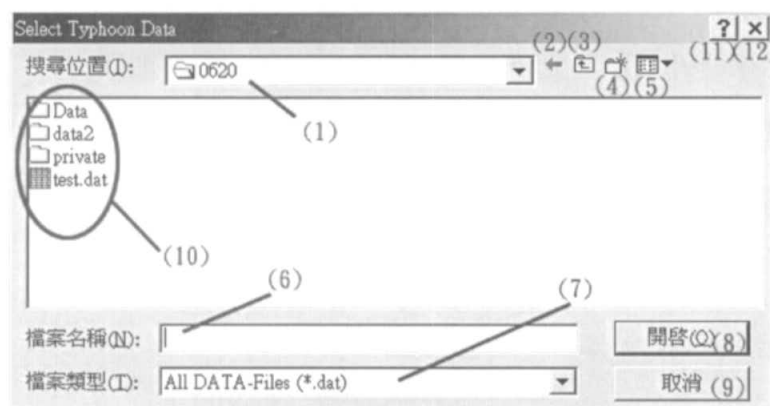 Select Typhoon Data
? ×
(2)(3)
(11)(12
搜尋位置(I):
0620
(4)(5)
(1)
Data
data2
private
test.dat
(10)
(6)
(7)
檔案名稱(N):
開啓(O)(8)
檔案類型(T):
All DATA-Files (*.dat)
取消 (9)